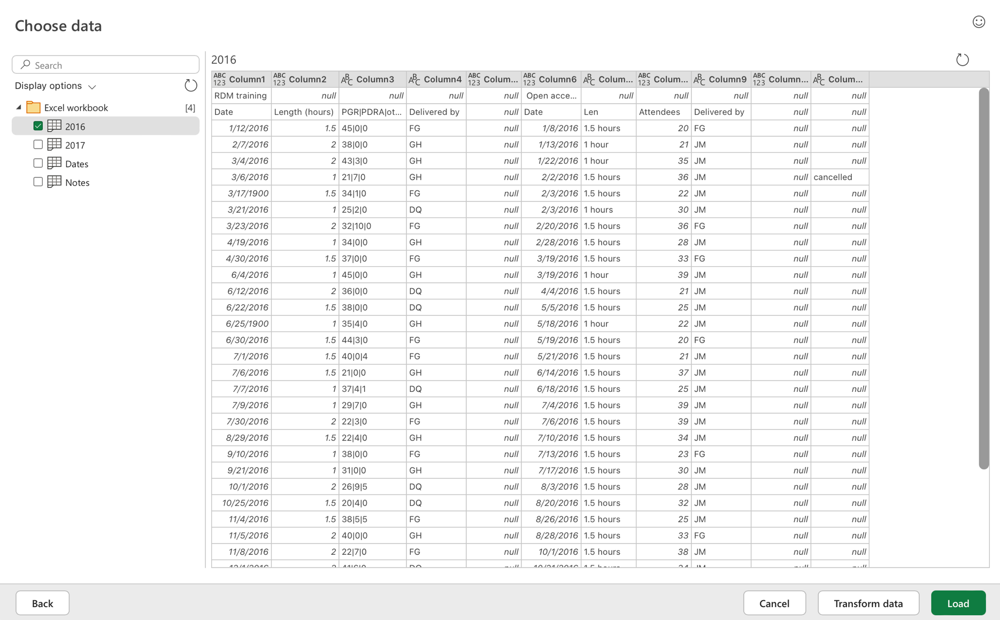 Choose data
Search
Display options
Excel workbook [4]
2016
2017
Dates
Notes
2016
ABC 123 Column1 ABC 123 Column2 ABC Column3 ABC Column4 ABC 123 Colum... ABC 123 Column6 ABC Colum... ABC 123 Colum... ABC Column9 ABC 123 Column... ABC Colum...
RDM training null null null null Open acce... null null null null null
Date Length (hours) PGR|PDRA|ot... Delivered by null Date Len Attendees Delivered by null null
1/12/2016 1.5 45|0|0 FG null 1/8/2016 1.5 hours 20 FG null null
2/7/2016 2 38|0|0 GH null 1/13/2016 1 hour 21 JM null null
3/4/2016 2 43|3|0 GH null 1/22/2016 1 hour 35 JM null null
3/6/2016 1 21|7|0 GH null 2/2/2016 1.5 hours 36 JM null cancelled
3/17/1900 1.5 34|1|0 FG null 2/3/2016 1.5 hours 22 JM null null
3/21/2016 1 25|2|0 DQ null 2/3/2016 1 hours 30 JM null null
3/23/2016 2 32|10|0 FG null 2/20/2016 1.5 hours 36 FG null null
4/19/2016 1 34|0|0 GH null 2/28/2016 1.5 hours 28 JM null null
4/30/2016 1.5 37|0|0 FG null 3/19/2016 1.5 hours 33 FG null null
6/4/2016 1 45|0|0 GH null 3/19/2016 1 hour 39 JM null null
6/12/2016 2 36|0|0 DQ null 4/4/2016 1.5 hours 21 JM null null
6/22/2016 1.5 38|0|0 DQ null 5/5/2016 1.5 hours 25 JM null null
6/25/1900 1 35|4|0 GH null 5/18/2016 1 hour 22 JM null null
6/30/2016 1.5 44|3|0 FG null 5/19/2016 1.5 hours 20 FG null null
7/1/2016 1.5 40|0|4 FG null 5/21/2016 1.5 hours 21 JM null null
7/6/2016 1.5 21|0|0 GH null 6/14/2016 1.5 hours 37 JM null null
7/7/2016 1 37|4|1 DQ null 6/18/2016 1.5 hours 25 JM null null
7/9/2016 1 29|7|0 GH null 7/4/2016 1.5 hours 39 JM null null
7/30/2016 2 22|3|0 FG null 7/6/2016 1.5 hours 39 JM null null
8/29/2016 1.5 22|4|0 GH null 7/10/2016 1.5 hours 34 JM null null
9/10/2016 1 38|0|0 FG null 7/13/2016 1.5 hours 23 FG null null
9/21/2016 1 31|0|0 GH null 7/17/2016 1.5 hours 30 JM null null
10/1/2016 2 26|9|5 DQ null 8/3/2016 1.5 hours 28 JM null null
10/25/2016 1.5 20|4|0 DQ null 8/20/2016 1.5 hours 32 JM null null
11/4/2016 1.5 38|5|5 FG null 8/26/2016 1.5 hours 25 JM null null
11/5/2016 2 40|0|0 GH null 8/28/2016 1.5 hours 33 FG null null
11/8/2016 2 22|7|0 FG null 10/1/2016 1.5 hours 38 JM null null
Back
Cancel
Transform data
Load